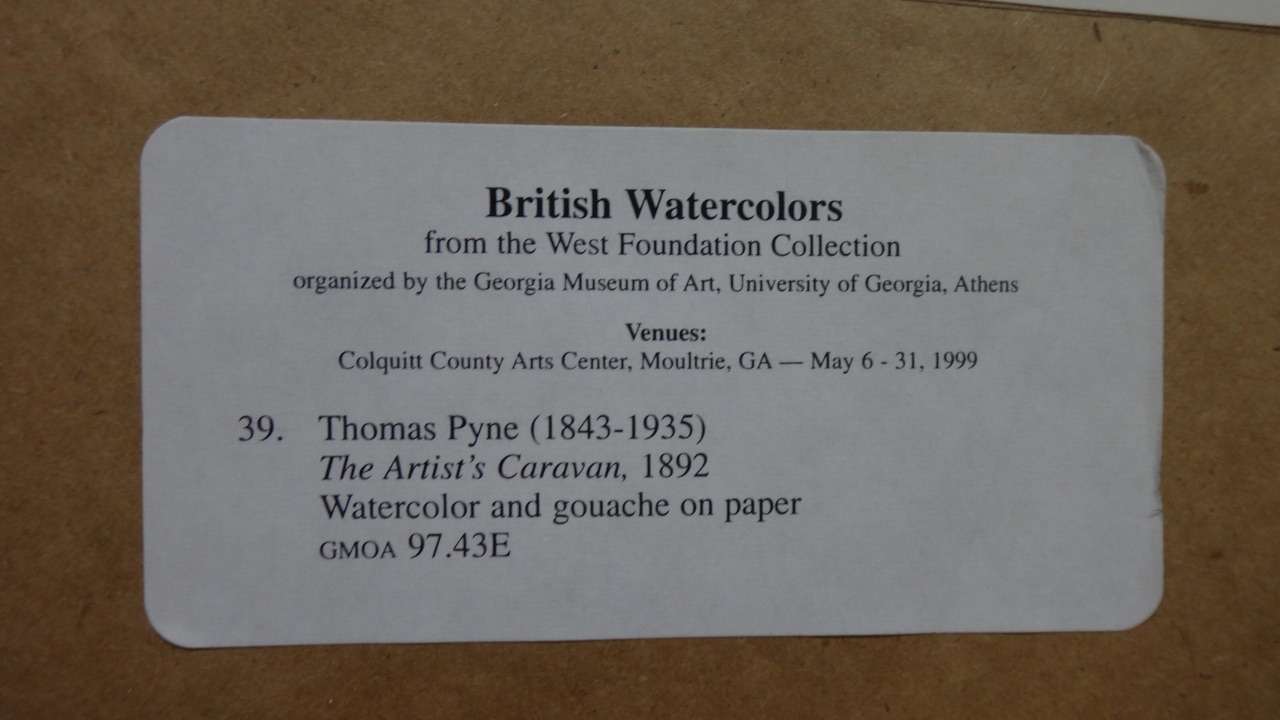 British Watercolors
from the West Foundation Collection
organized by the Georgia Museum of Art, University of Georgia, Athens
Venues:
Colquitt County Arts Center, Moultrie, GA — May 6 - 31, 1999
39. Thomas Pyne (1843-1935)
The Artist's Caravan, 1892
Watercolor and gouache on paper
GMOA 97.43E